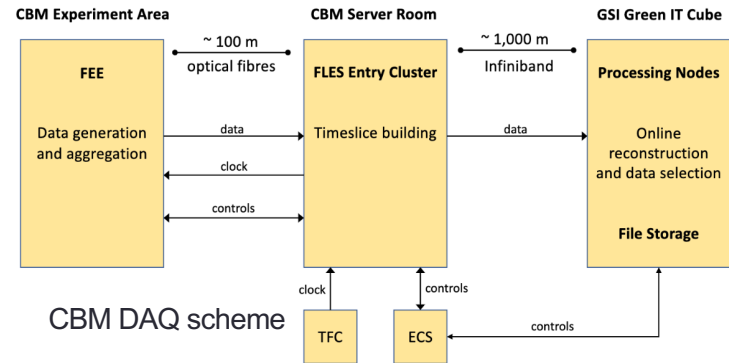 CBM Experiment Area
CBM Server Room
GSI Green IT Cube
~ 100 m
optical fibres
~ 1,000 m
Infiniband
FEE
Data generation
and aggregation
FLES Entry Cluster
Timeslice building
Processing Nodes
Online
reconstruction
and data selection
File Storage
data
clock
controls
data
clock
controls
controls
CBM DAQ scheme
TFC
ECS